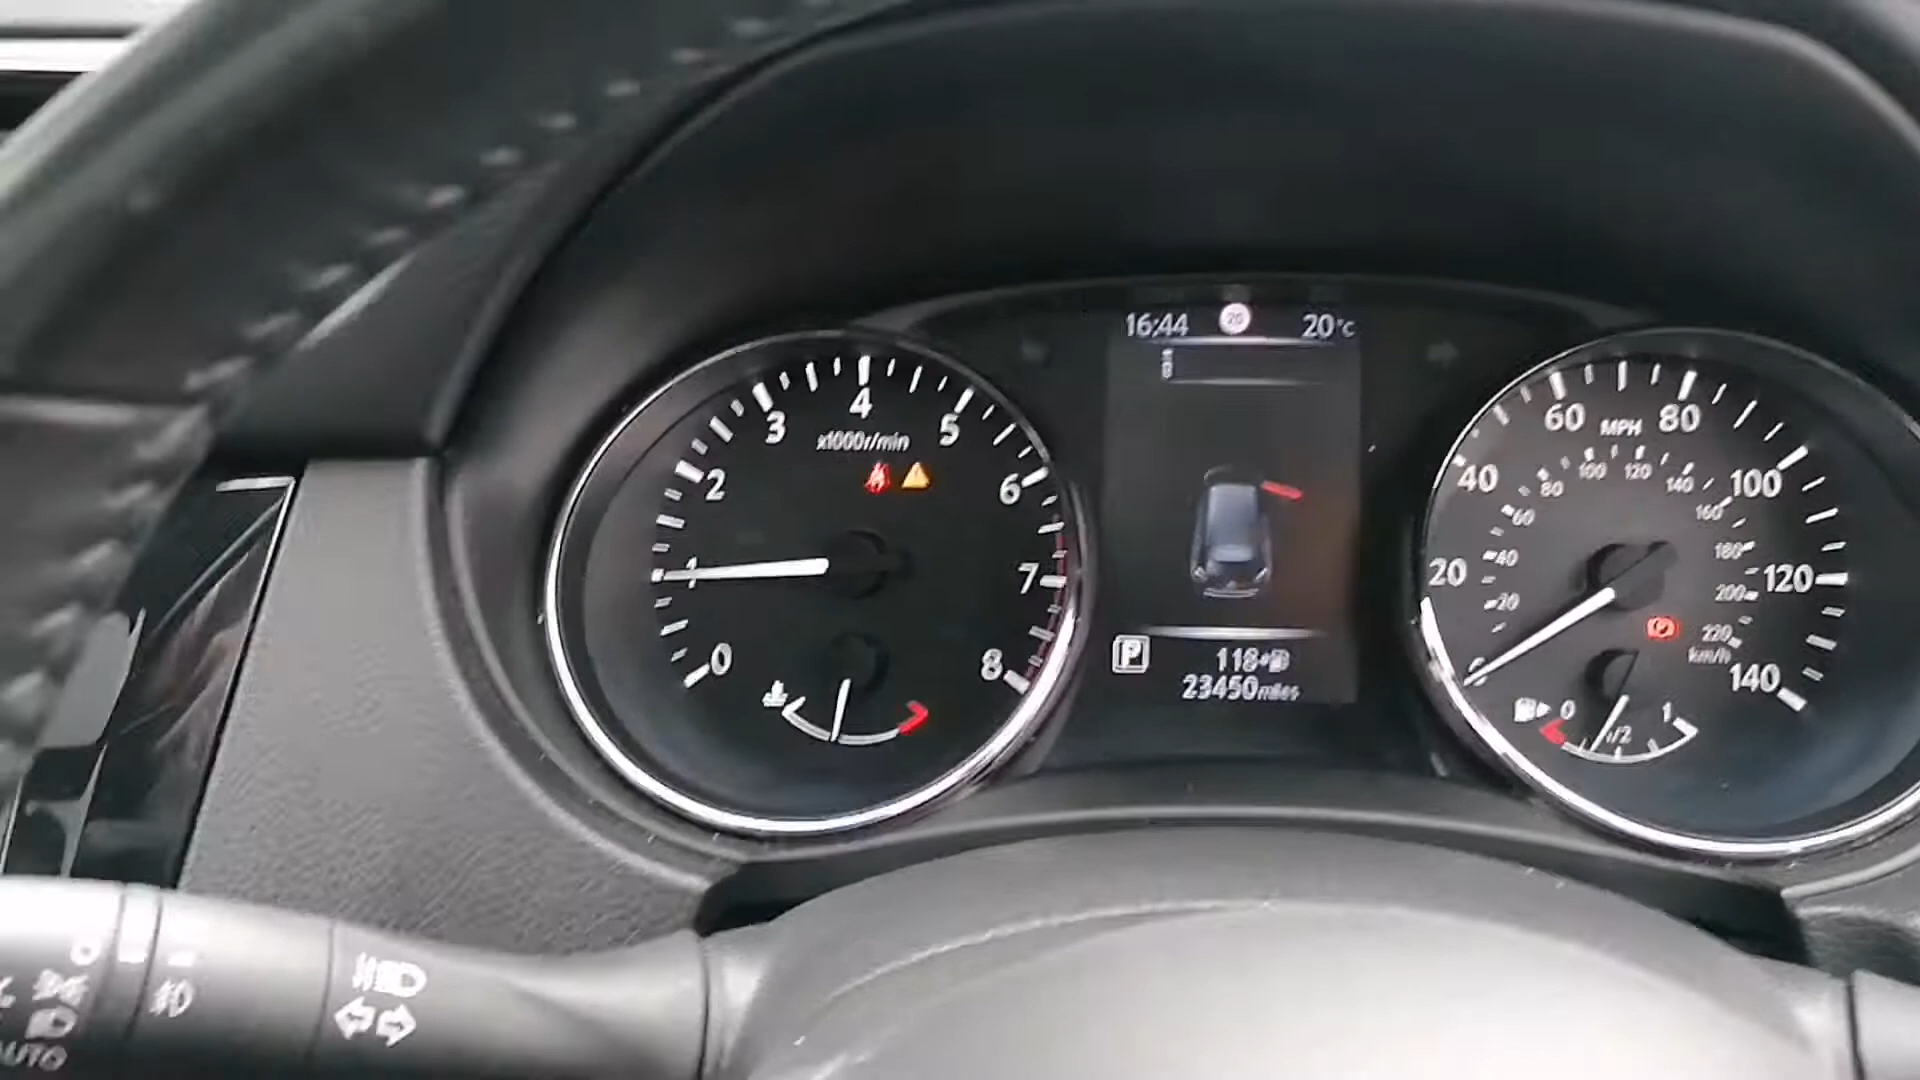 16:44 20 20°C
0 1 2 3 4 5 6 7 8
x1000r/min
P
118
23450miles
0 20 40 60 80 100 120 140
MPH
20 40 60 80 100 120 140 160 180 200 220
km/h
0 1/2 1
AUTO